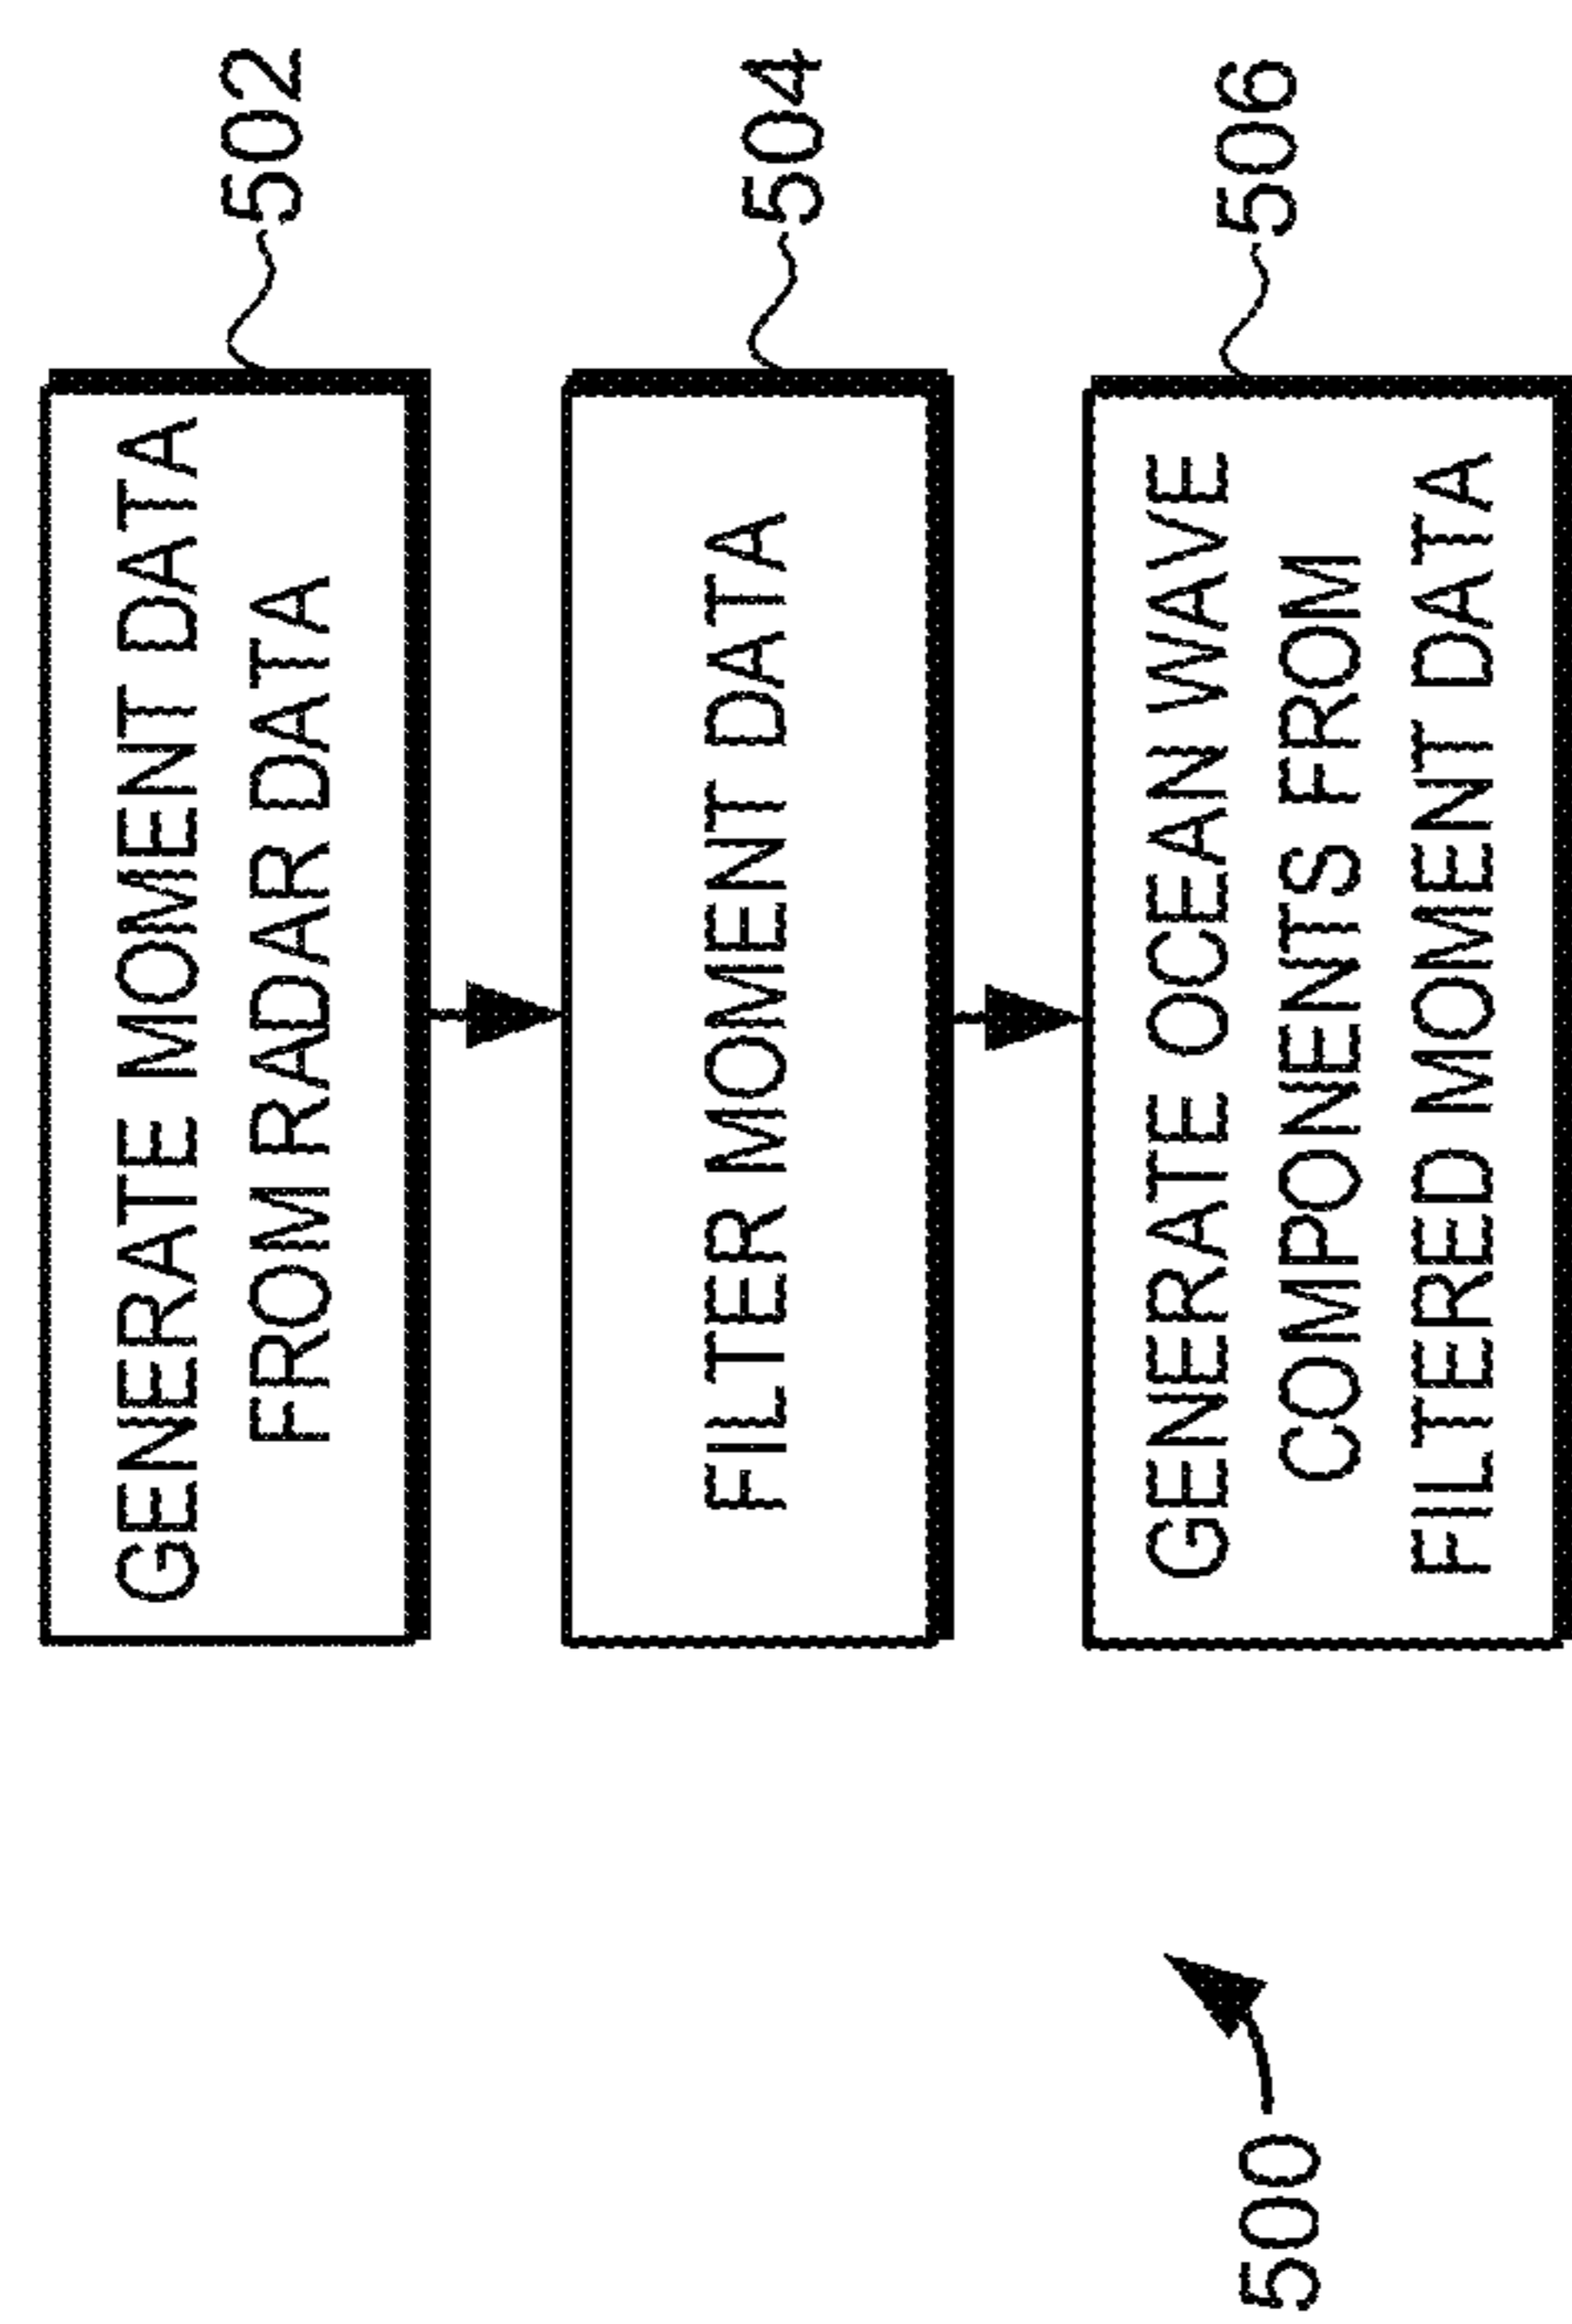 GENERATE MOMENT DATA
FROM RADAR DATA
502
FILTER MOMENT DATA
504
GENERATE OCEAN WAVE
COMPONENTS FROM
FILTERED MOMENT DATA
506
500